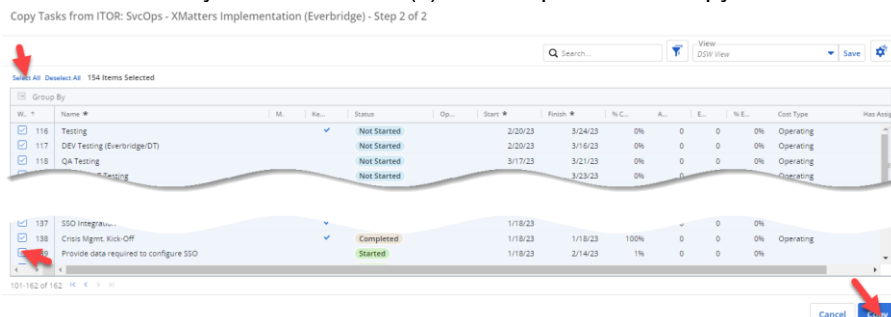 Copy Tasks from ITOR: SvcOps - XMatters Implementation (Everbridge) - Step 2 of 2
Search...
View
DSW View
Save
Select All Deselect All 154 Items Selected
Group By
W.. ↑ Name * M. Ke... Status Op... Start * Finish * % C... A... E... % E... Cost Type Has Assig
116 Testing Not Started 2/20/23 3/24/23 0% 0 0 0% Operating
117 DEV Testing (Everbridge/DT) Not Started 2/20/23 3/16/23 0% 0 0 0% Operating
118 QA Testing Not Started 3/17/23 3/21/23 0% 0 0 0% Operating
Testing Not Started 3/23/23 0% 0 0 0% Operating
137 SSO 1/18/23 0 0%
138 Crisis Mgmt. Kick-Off Completed 1/18/23 1/18/23 100% 0 0 0% Operating
Provide data required to configure SSO Started 1/18/23 2/14/23 1% 0 0 0%
101-162 of 162
Cancel Copy